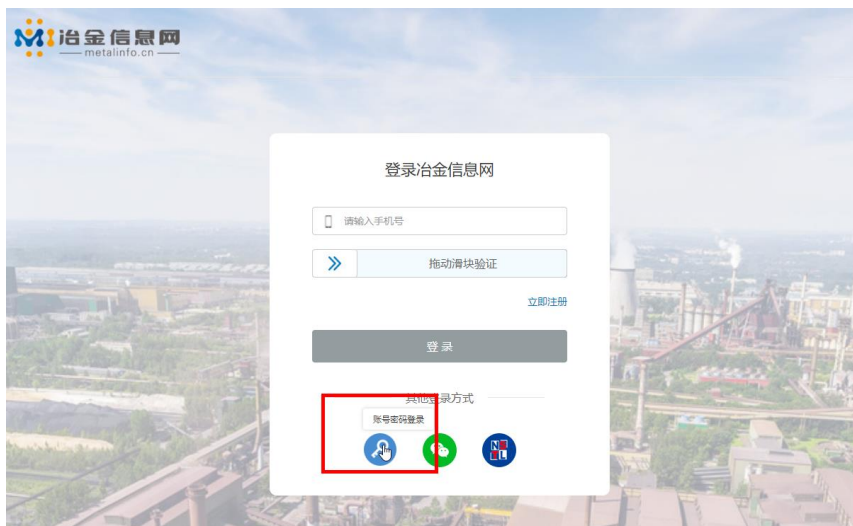 冶金信息网
metalinfo.cn
登录冶金信息网
请输入手机号
拖动滑块验证
立即注册
登录
其他登录方式
账号密码登录
N
L